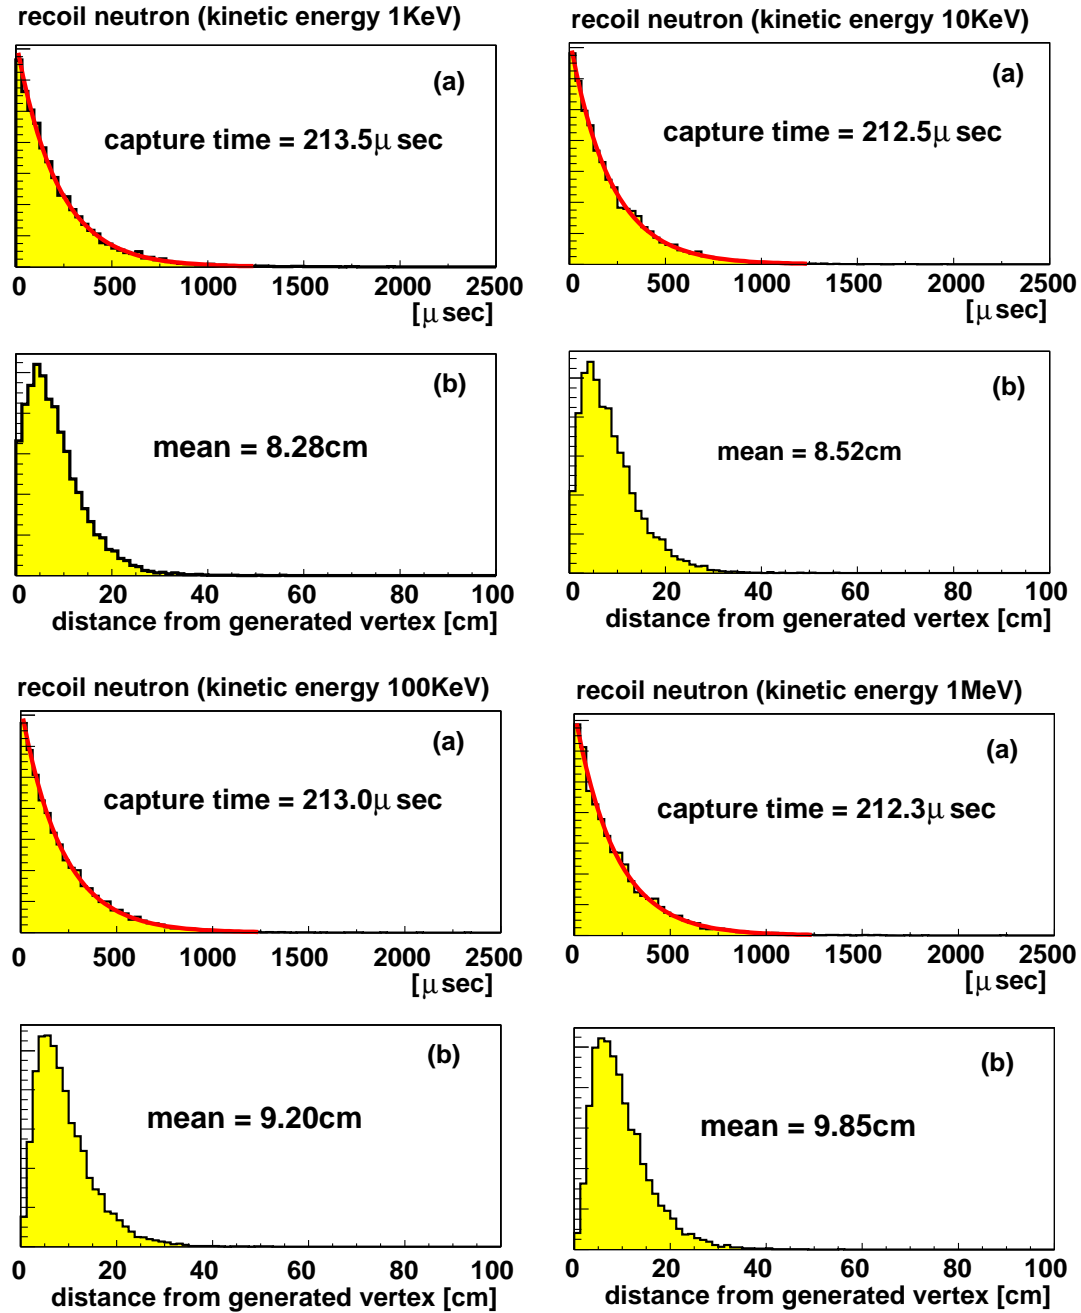 recoil neutron (kinetic energy 1KeV)
(a)
capture time = 213.5μ sec
0 500 1000 1500 2000 2500
[μ sec]
(b)
mean = 8.28cm
0 20 40 60 80 100
distance from generated vertex [cm]
recoil neutron (kinetic energy 10KeV)
(a)
capture time = 212.5μ sec
0 500 1000 1500 2000 2500
[μ sec]
(b)
mean = 8.52cm
0 20 40 60 80 100
distance from generated vertex [cm]
recoil neutron (kinetic energy 100KeV)
(a)
capture time = 213.0μ sec
0 500 1000 1500 2000 2500
[μ sec]
(b)
mean = 9.20cm
0 20 40 60 80 100
distance from generated vertex [cm]
recoil neutron (kinetic energy 1MeV)
(a)
capture time = 212.3μ sec
0 500 1000 1500 2000 2500
[μ sec]
(b)
mean = 9.85cm
0 20 40 60 80 100
distance from generated vertex [cm]